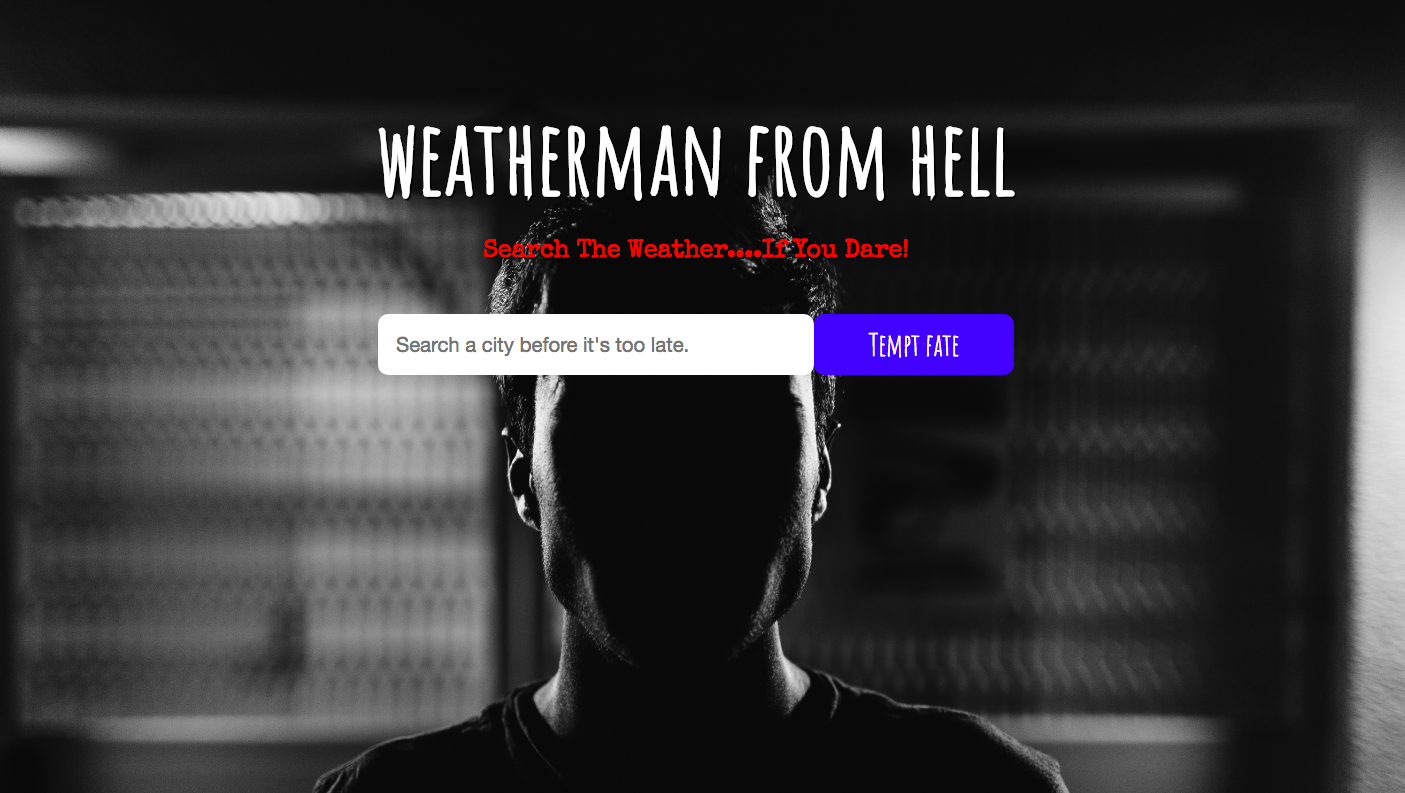 WEATHERMAN FROM HELL
Search The Weather....If You Dare!
Search a city before it's too late.
Tempt fate